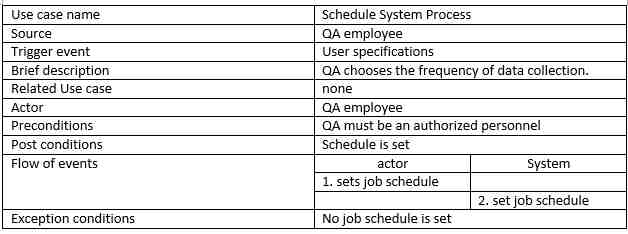 Use case name Schedule System Process
Source QA employee
Trigger event User specifications
Brief description QA chooses the frequency of data collection.
Related Use case none
Actor QA employee
Preconditions QA must be an authorized personnel
Post conditions Schedule is set
Flow of events actor System
1. sets job schedule
2. set job schedule
Exception conditions No job schedule is set